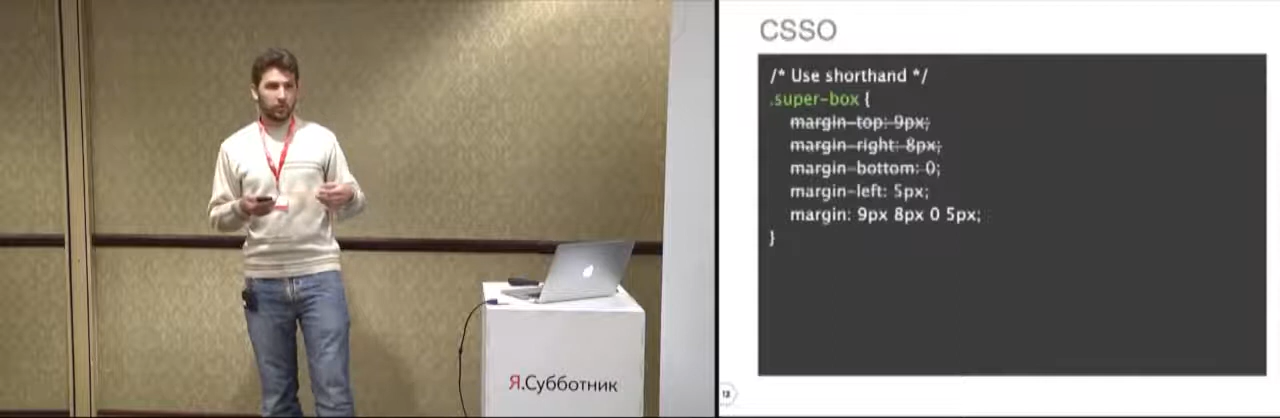 CSSO
/* Use shorthand */
.super-box {
margin-top: 9px;
margin-right: 8px;
margin-bottom: 0;
margin-left: 5px;
margin: 9px 8px 0 5px;
}
Я.Субботник